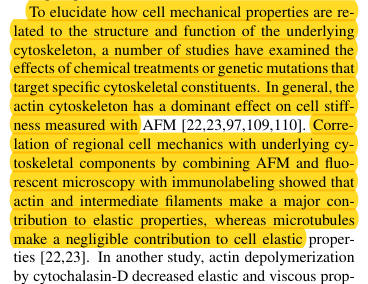 To elucidate how cell mechanical properties are re-
lated to the structure and function of the underlying
cytoskeleton, a number of studies have examined the
effects of chemical treatments or genetic mutations that
target specific cytoskeletal constituents. In general, the
actin cytoskeleton has a dominant effect on cell stiff-
ness measured with AFM [22,23,97,109,110]. Corre-
lation of regional cell mechanics with underlying cy-
toskeletal components by combining AFM and fluo-
rescent microscopy with immunolabeling showed that
actin and intermediate filaments make a major con-
tribution to elastic properties, whereas microtubules
make a negligible contribution to cell elastic proper-
ties [22,23]. In another study, actin depolymerization
by cytochalasin-D decreased elastic and viscous prop-